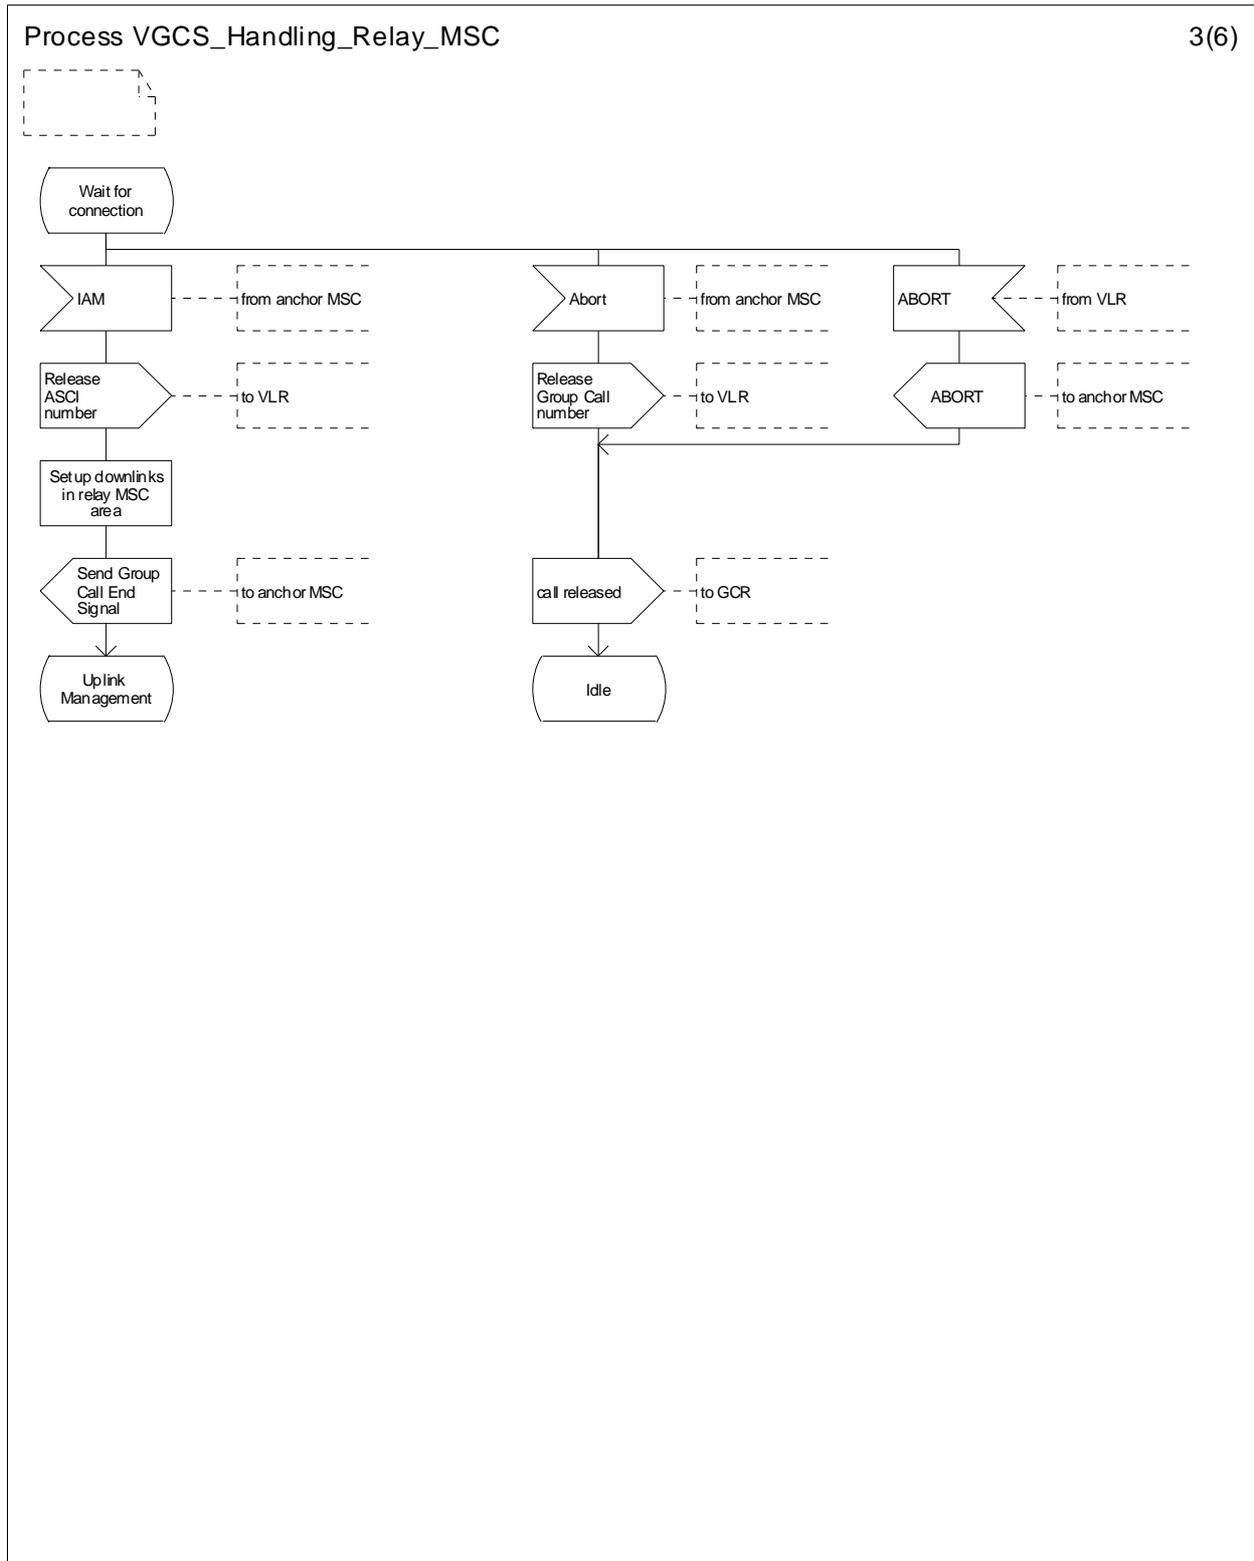 Process VGCS_Handling_Relay_MSC
3(6)
Wait for
connection
IAM
from anchor MSC
Abort
from anchor MSC
ABORT
from VLR
Release
ASCI
number
to VLR
Release
Group Call
number
to VLR
ABORT
to anchor MSC
Set up downlinks
in relay MSC
area
Send Group
Call End
Signal
to anchor MSC
call released
to GCR
Uplink
Management
Idle